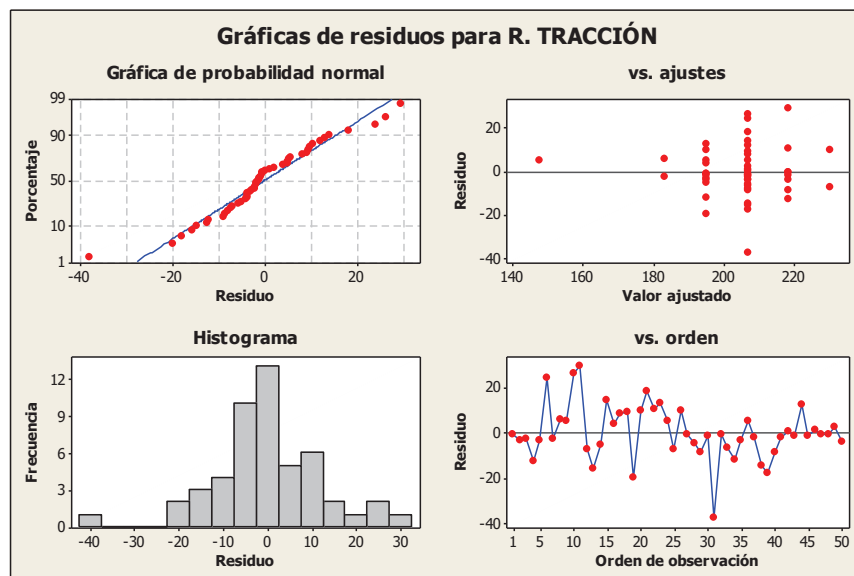 Gráficas de residuos para R. TRACCIÓN
Gráfica de probabilidad normal
99
90
50
10
1
Porcentaje
-40 -20 0 20 40
Residuo
vs. ajustes
20
0
-20
-40
Residuo
140 160 180 200 220
Valor ajustado
Histograma
12
9
6
3
0
Frecuencia
-40 -30 -20 -10 0 10 20 30
Residuo
vs. orden
20
0
-20
-40
Residuo
1 5 10 15 20 25 30 35 40 45 50
Orden de observación